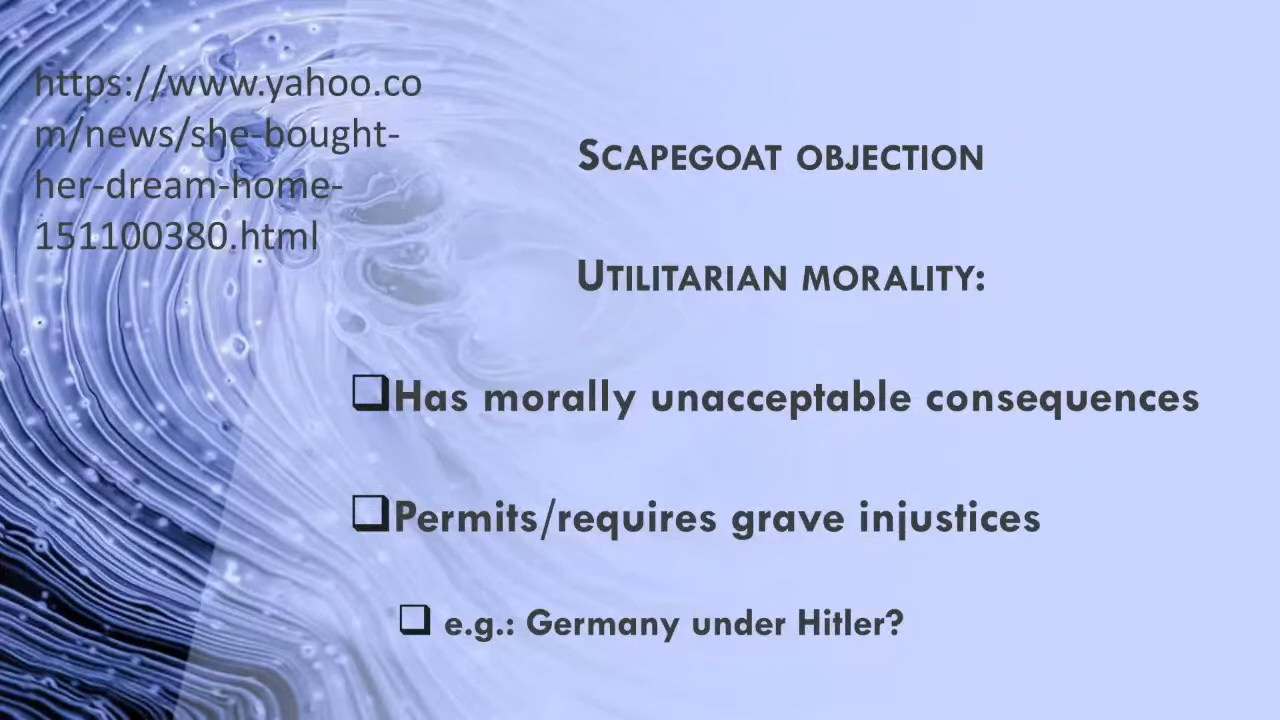 https://www.yahoo.co
m/news/she-bought-
her-dream-home-
151100380.html
SCAPEGOAT OBJECTION
UTILITARIAN MORALITY:
❑Has morally unacceptable consequences
❑Permits/requires grave injustices
❑ e.g.: Germany under Hitler?